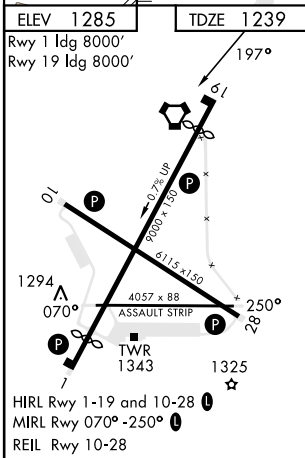 ELEV 1285
TDZE 1239
Rwy 1 ldg 8000'
Rwy 19 ldg 8000'
197°
19
P
0.7% UP
9000 x 150
P
10
6115 x150
1294
070°
4057 x 88
ASSAULT STRIP
250°
P
28
P
TWR
1343
1325
1
HIRL Rwy 1-19 and 10-28 L
MIRL Rwy 070° -250° L
REIL Rwy 10-28